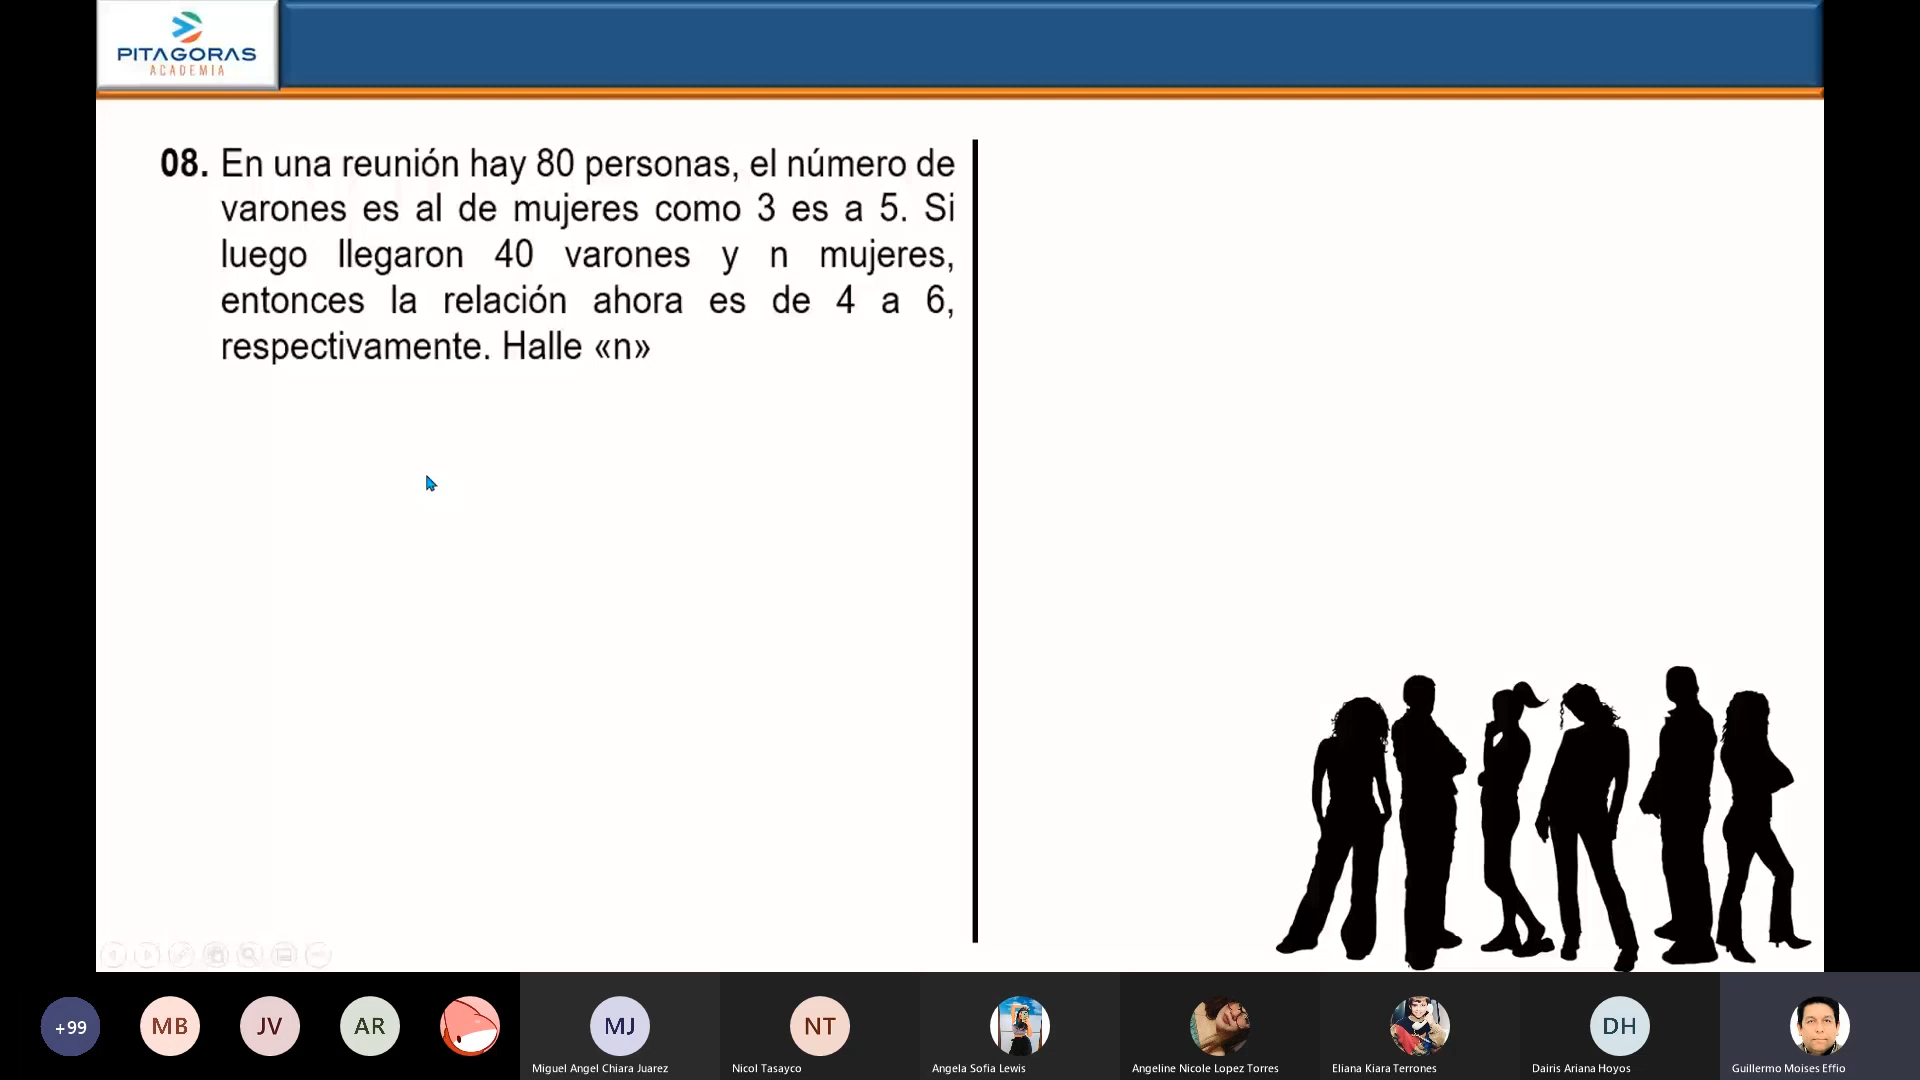 PITAGORAS
ACADEMIA
08. En una reunión hay 80 personas, el número de
varones es al de mujeres como 3 es a 5. Si
luego llegaron 40 varones y n mujeres,
entonces la relación ahora es de 4 a 6,
respectivamente. Halle «n»
+99
MB
JV
AR
MJ
NT
DH
Miguel Angel Chiara Juarez
Nicol Tasayco
Angela Sofia Lewis
Angeline Nicole Lopez Torres
Eliana Kiara Terrones
Dairis Ariana Hoyos
Guillermo Moises Effio